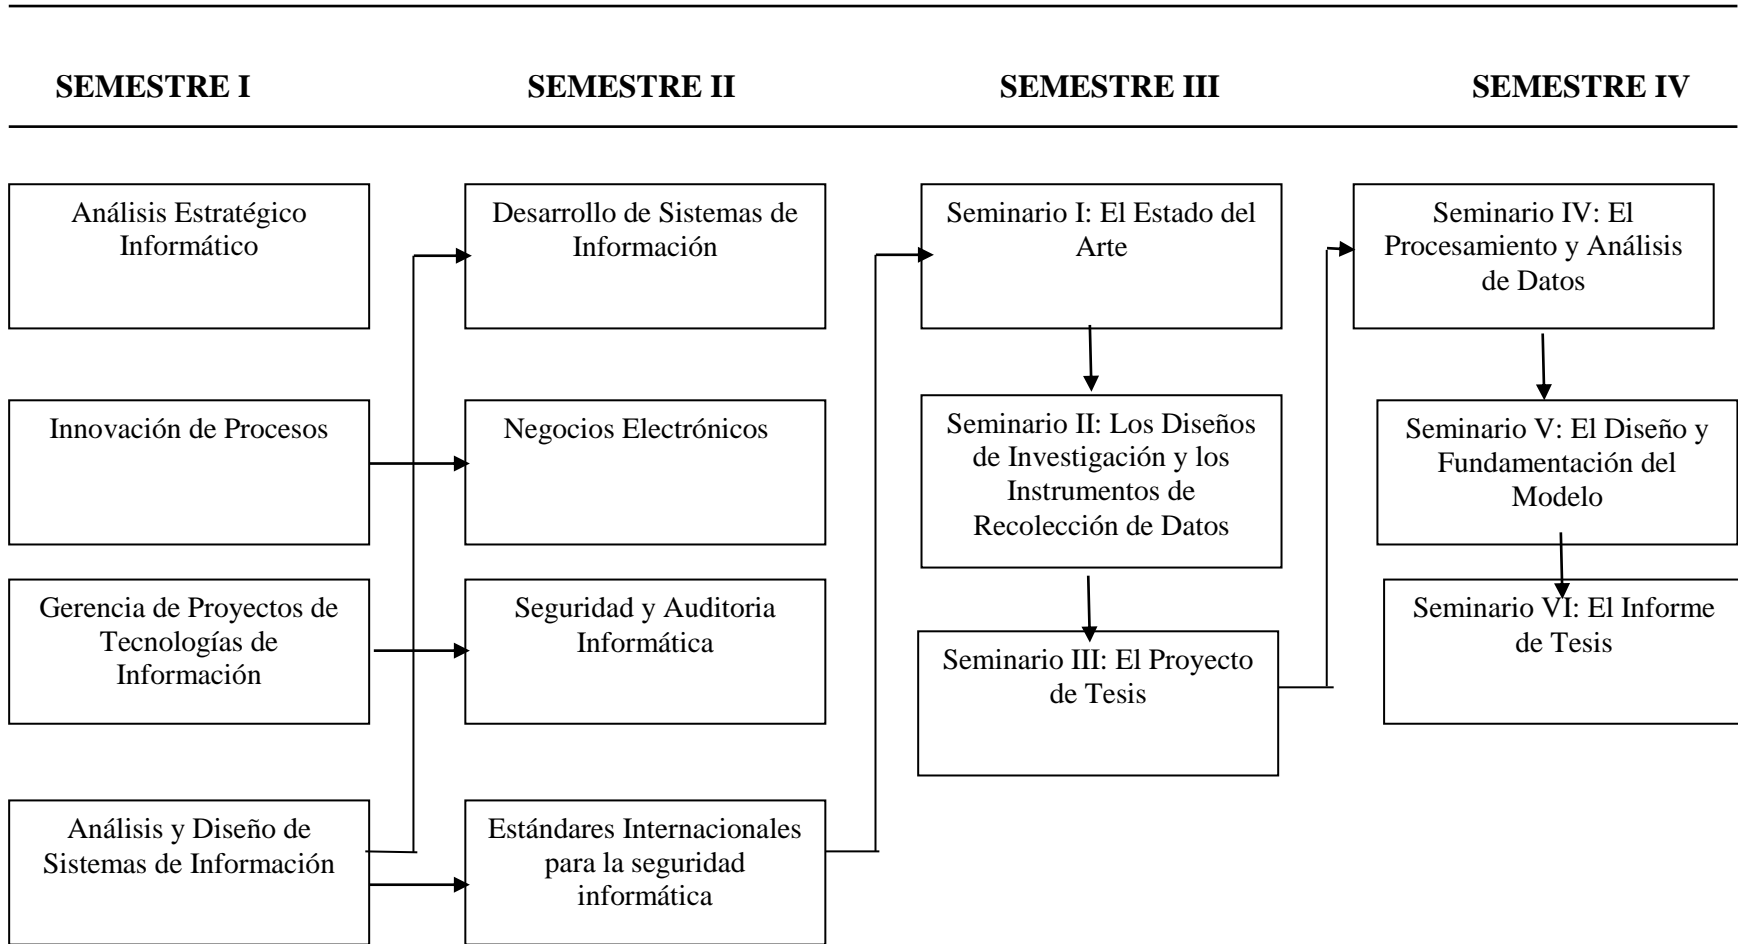 SEMESTRE I
SEMESTRE II
SEMESTRE III
SEMESTRE IV
Análisis Estratégico
Informático
Innovación de Procesos
Gerencia de Proyectos de
Tecnologías de
Información
Análisis y Diseño de
Sistemas de Información
Desarrollo de Sistemas de
Información
Negocios Electrónicos
Seguridad y Auditoria
Informática
Estándares Internacionales
para la seguridad
informática
Seminario I: El Estado del
Arte
Seminario II: Los Diseños
de Investigación y los
Instrumentos de
Recolección de Datos
Seminario III: El Proyecto
de Tesis
Seminario IV: El
Procesamiento y Análisis
de Datos
Seminario V: El Diseño y
Fundamentación del
Modelo
Seminario VI: El Informe
de Tesis